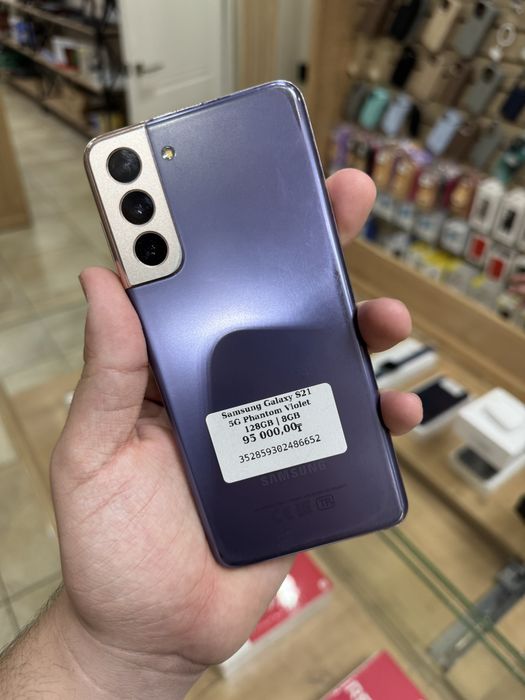 Samsung Galaxy S21
5G Phantom Violet
128GB | 8GB
95 000,00₸
352859302486652
SAMSUNG